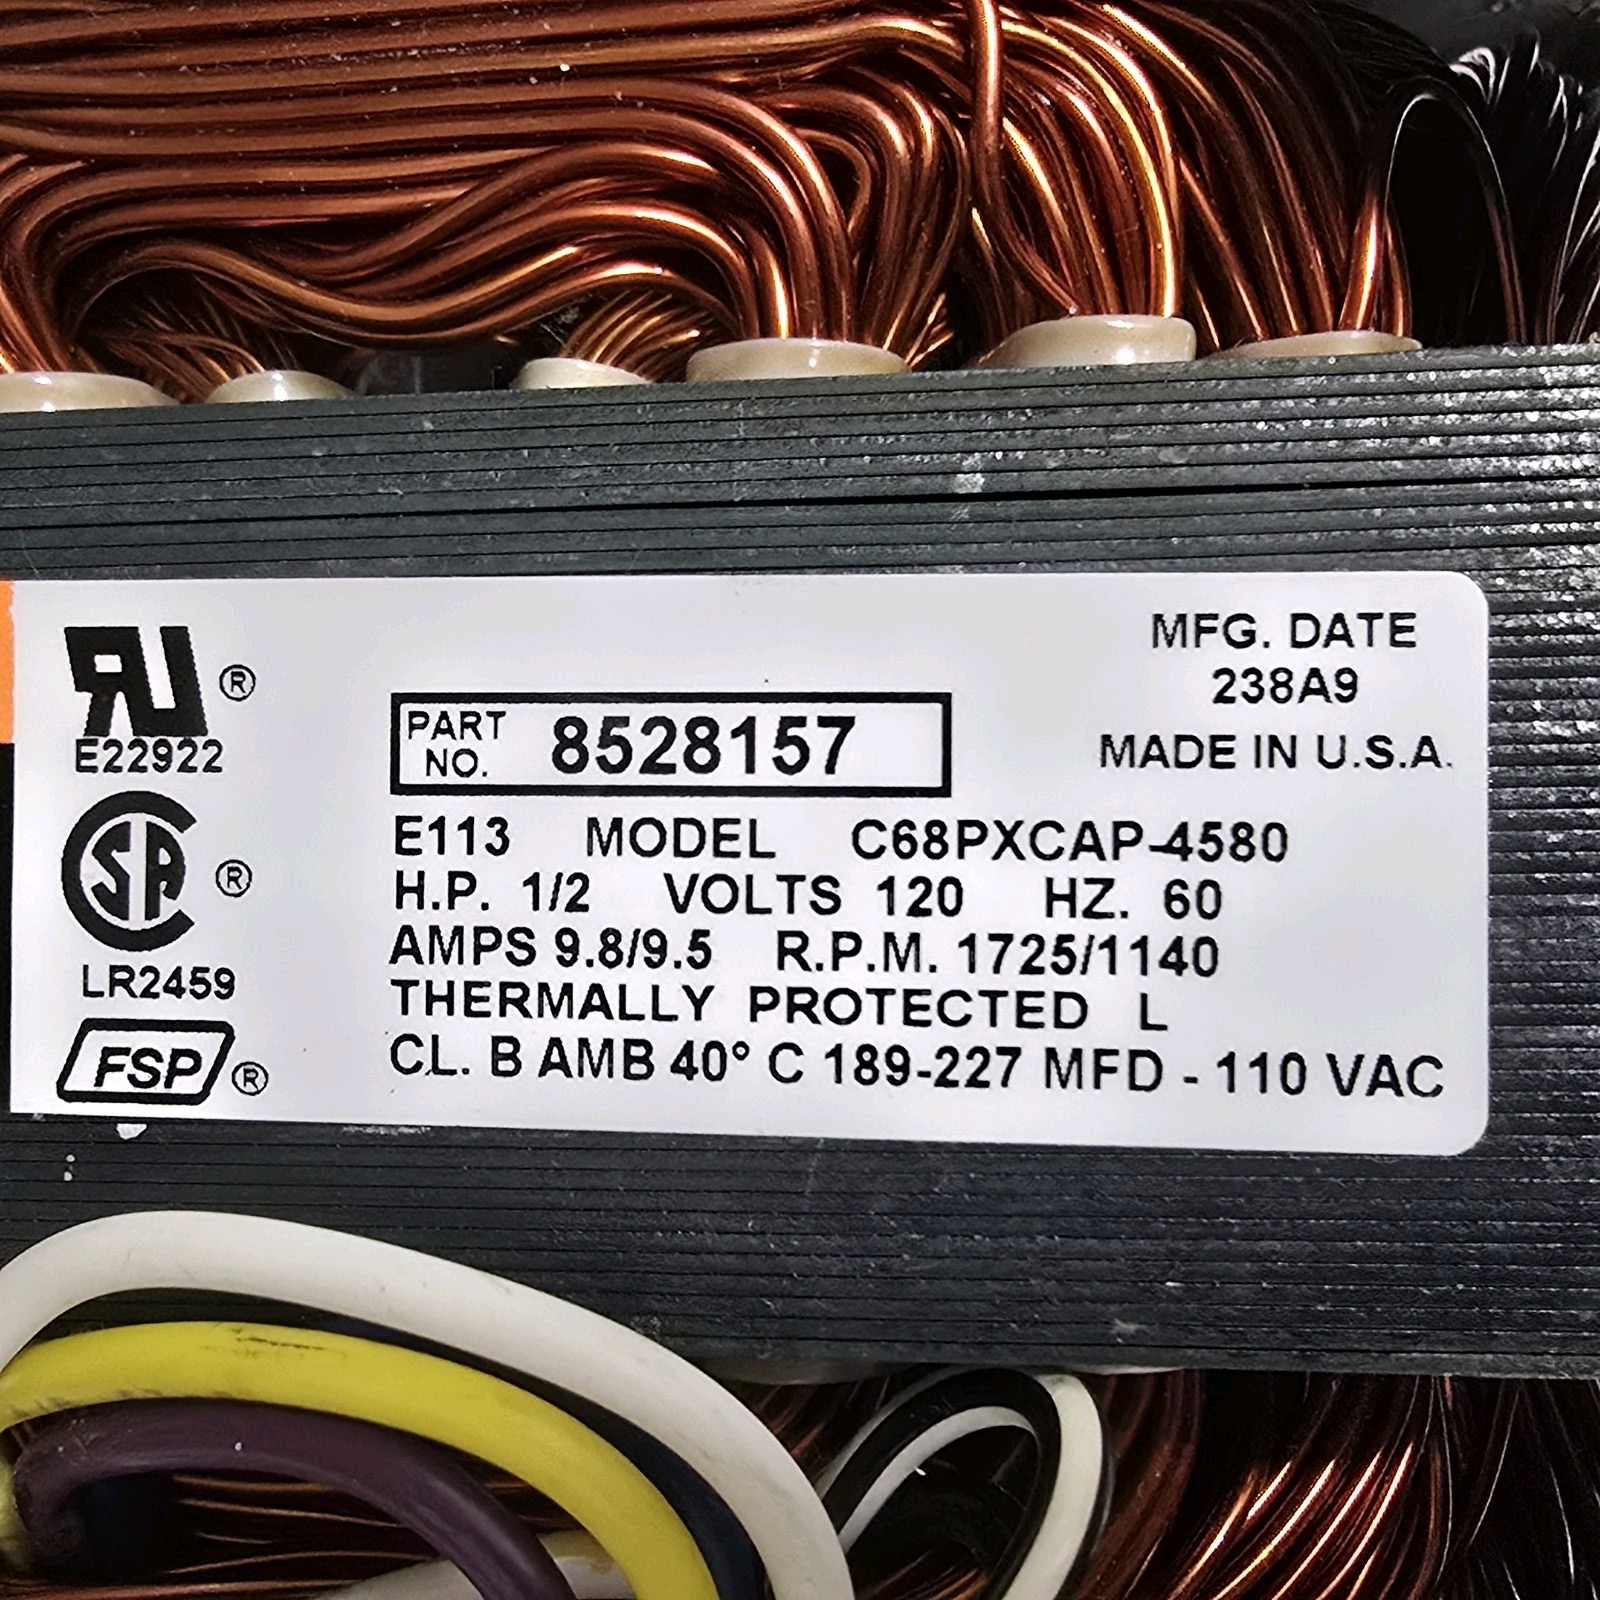 MFG. DATE
238A9
MADE IN U.S.A.
RU ®
E22922
PART NO. 8528157
SA ®
LR2459
FSP ®
E113 MODEL C68PXCAP-4580
H.P. 1/2 VOLTS 120 HZ. 60
AMPS 9.8/9.5 R.P.M. 1725/1140
THERMALLY PROTECTED L
CL. B AMB 40° C 189-227 MFD - 110 VAC